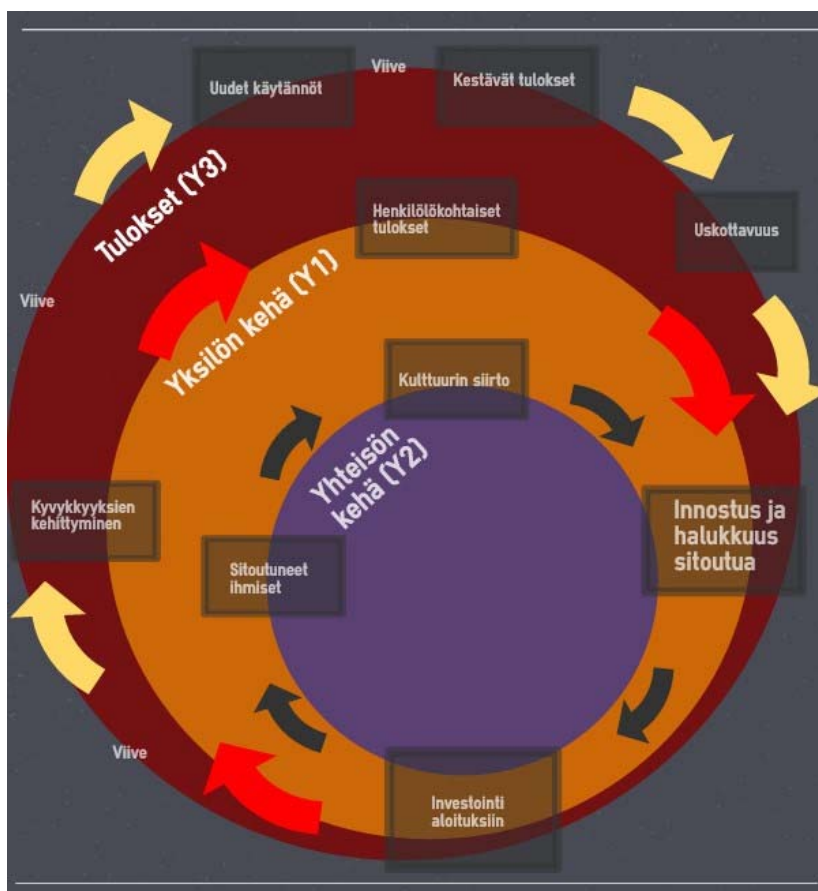 Viive
Uudet käytännöt
Kestävät tulokset
Tulokset (Y3)
Henkilölökohtaiset
tulokset
Uskottavuus
Viive
Yksilön kehä (Y1)
Kulttuurin siirto
Yhteisön
kehä (Y2)
Kyvykkyyksien
kehittyminen
Innostus ja
halukkuus
sitoutua
Sitoutuneet
ihmiset
Viive
Investointi
aloituksiin